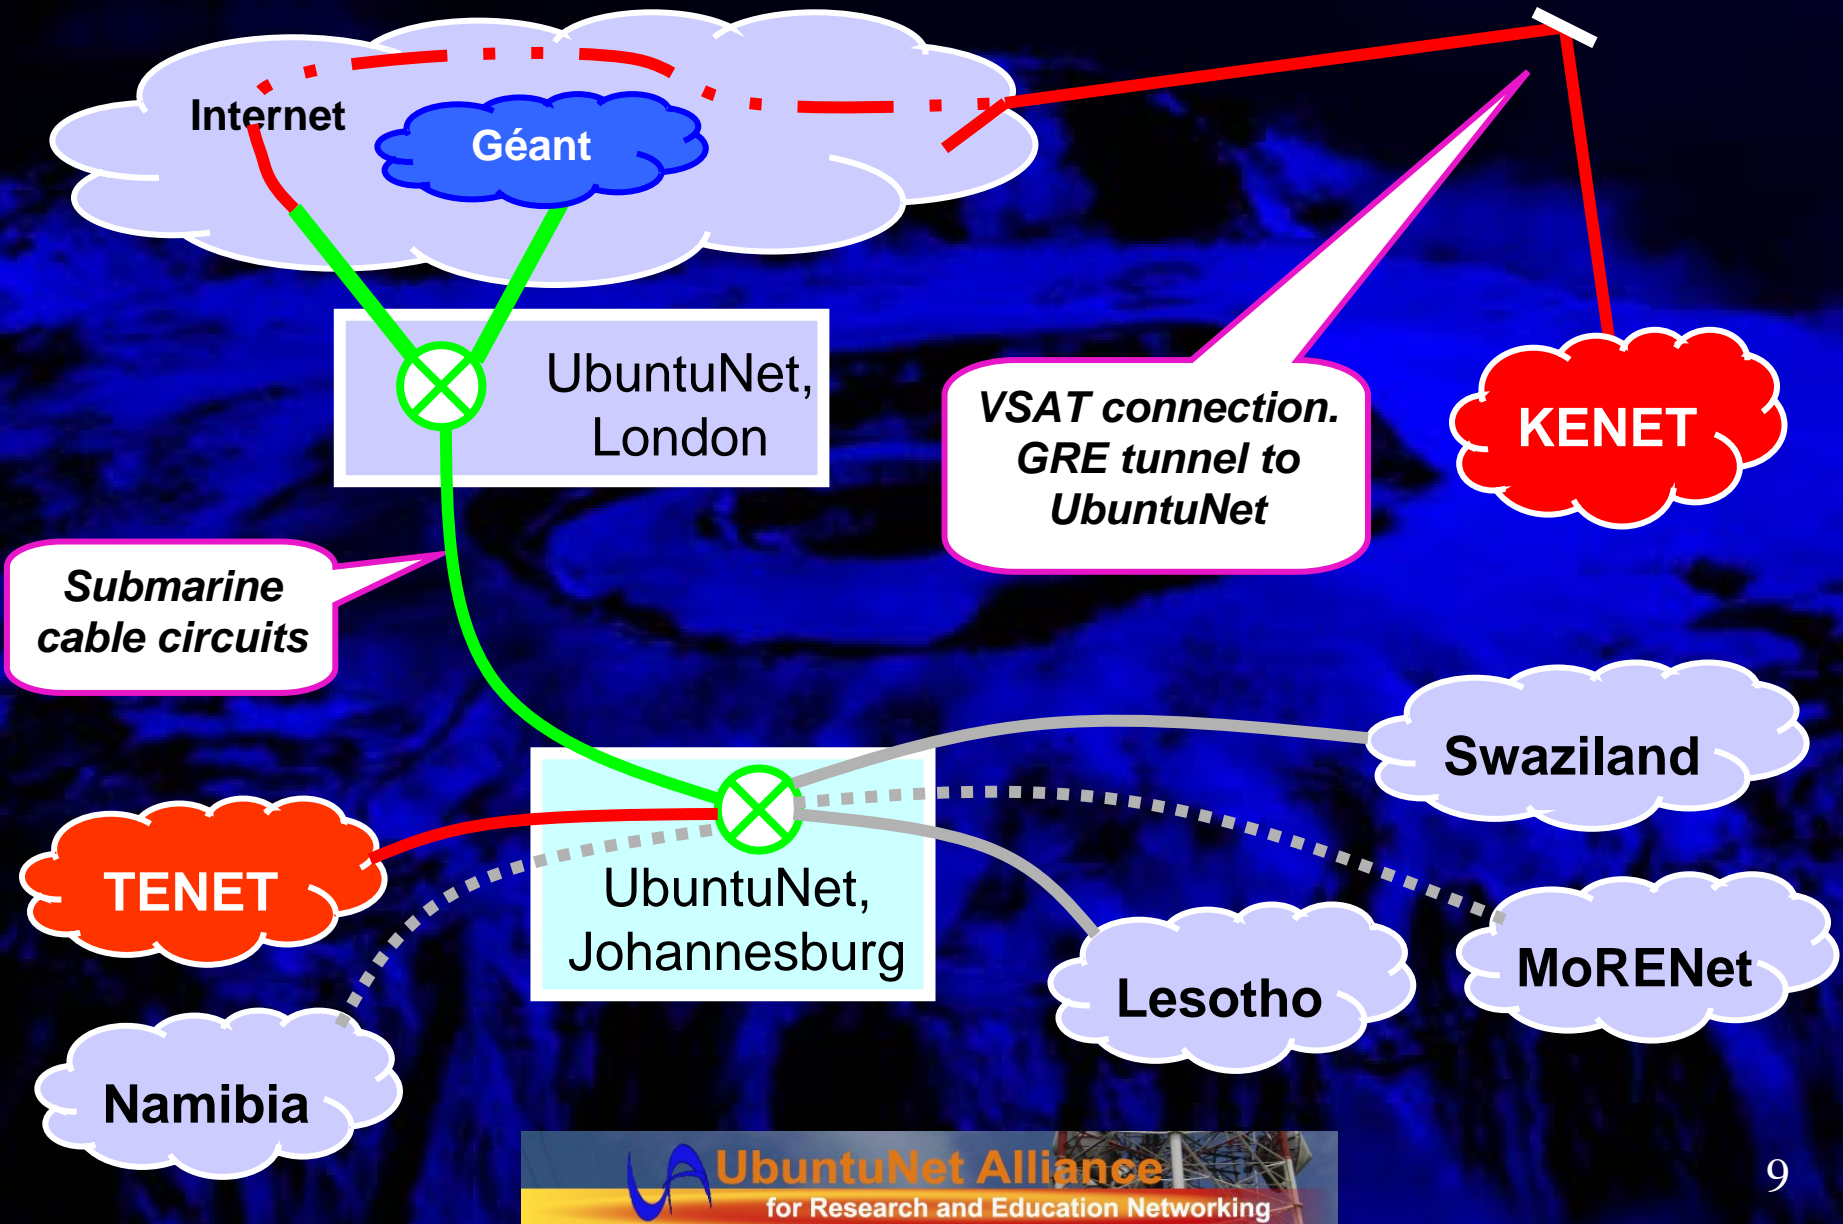 Internet
Géant
UbuntuNet,
London
VSAT connection.
GRE tunnel to
UbuntuNet
KENET
Submarine
cable circuits
Swaziland
TENET
UbuntuNet,
Johannesburg
MoRENet
Lesotho
Namibia
UbuntuNet Alliance
for Research and Education Networking
9